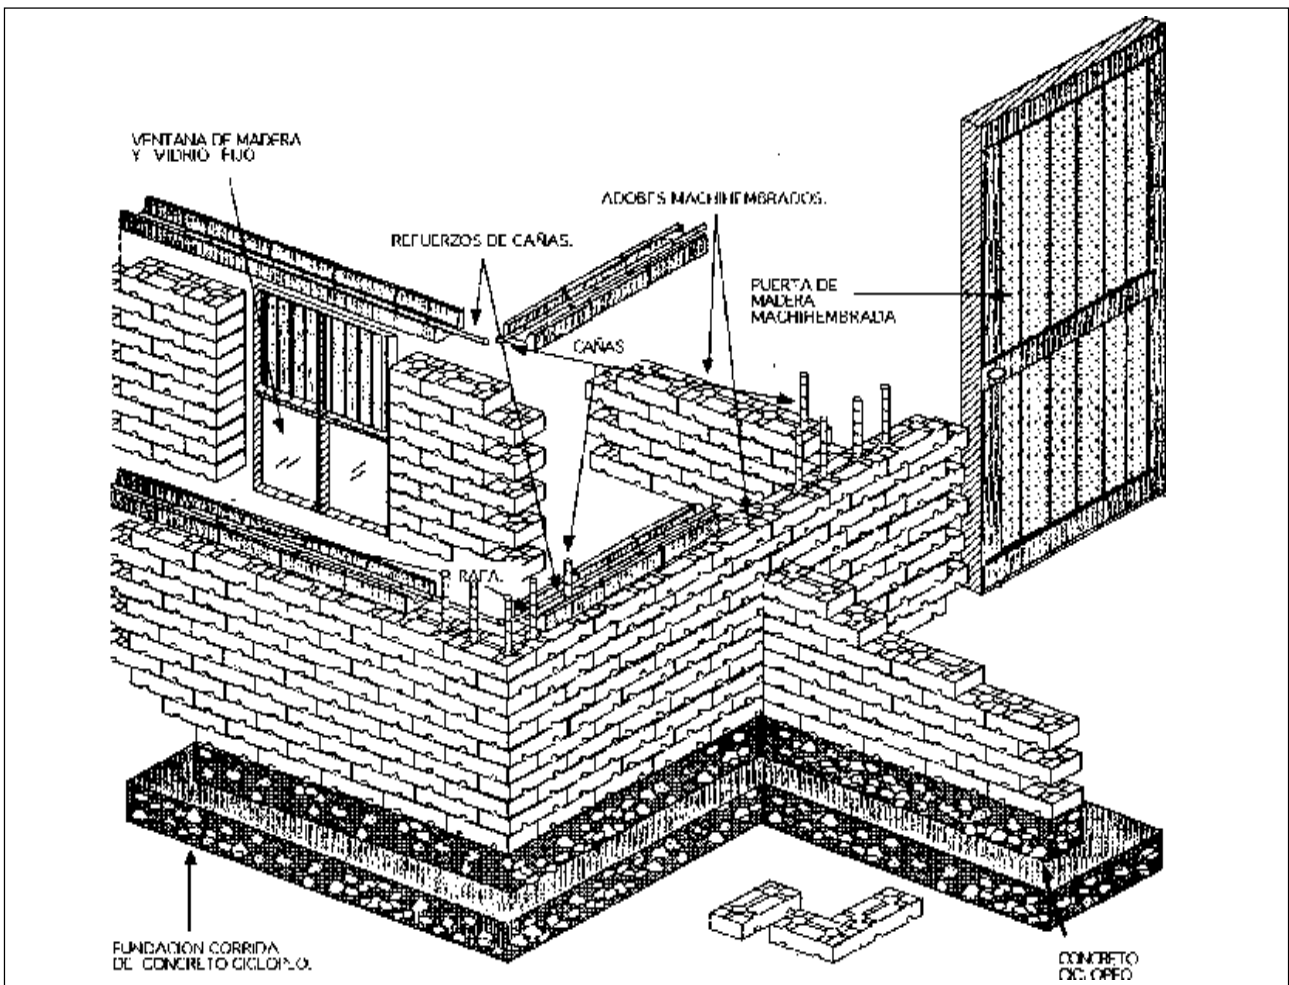 VENTANA DE MADERA
Y VIDRIO FIJO
ADOBES MACHIHEMBRADOS.
REFUERZOS DE CAÑAS.
PUERTA DE
MADERA
MACHIHEMBRADA
CAÑAS
FUNDACION CORRIDA
DE CONCRETO CICLOPEO.
CONCRETO
CICLOPEO